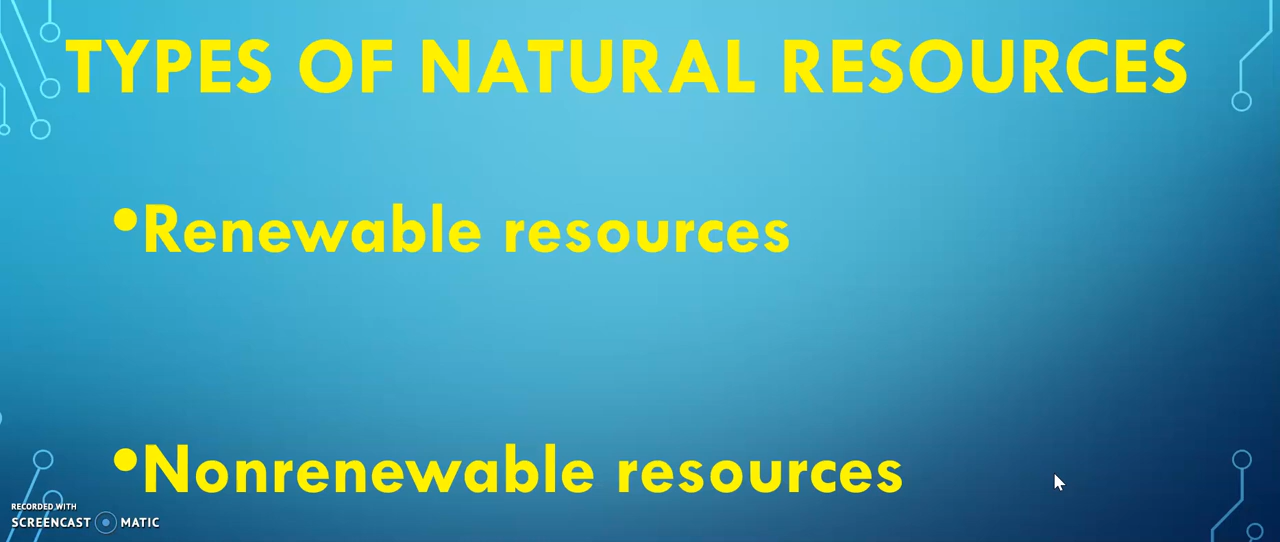 TYPES OF NATURAL RESOURCES
•Renewable resources
•Nonrenewable resources
RECORDED WITH
SCREENCAST MATIC